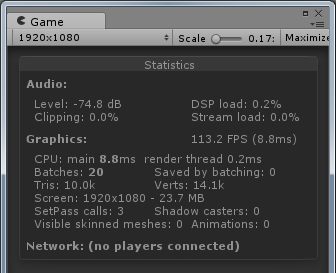 Game
1920x1080 Scale 0.17: Maximize
Statistics
Audio:
Level: -74.8 dB DSP load: 0.2%
Clipping: 0.0% Stream load: 0.0%
Graphics: 113.2 FPS (8.8ms)
CPU: main 8.8ms render thread 0.2ms
Batches: 20 Saved by batching: 0
Tris: 10.0k Verts: 14.1k
Screen: 1920x1080 - 23.7 MB
SetPass calls: 3 Shadow casters: 0
Visible skinned meshes: 0 Animations: 0
Network: (no players connected)